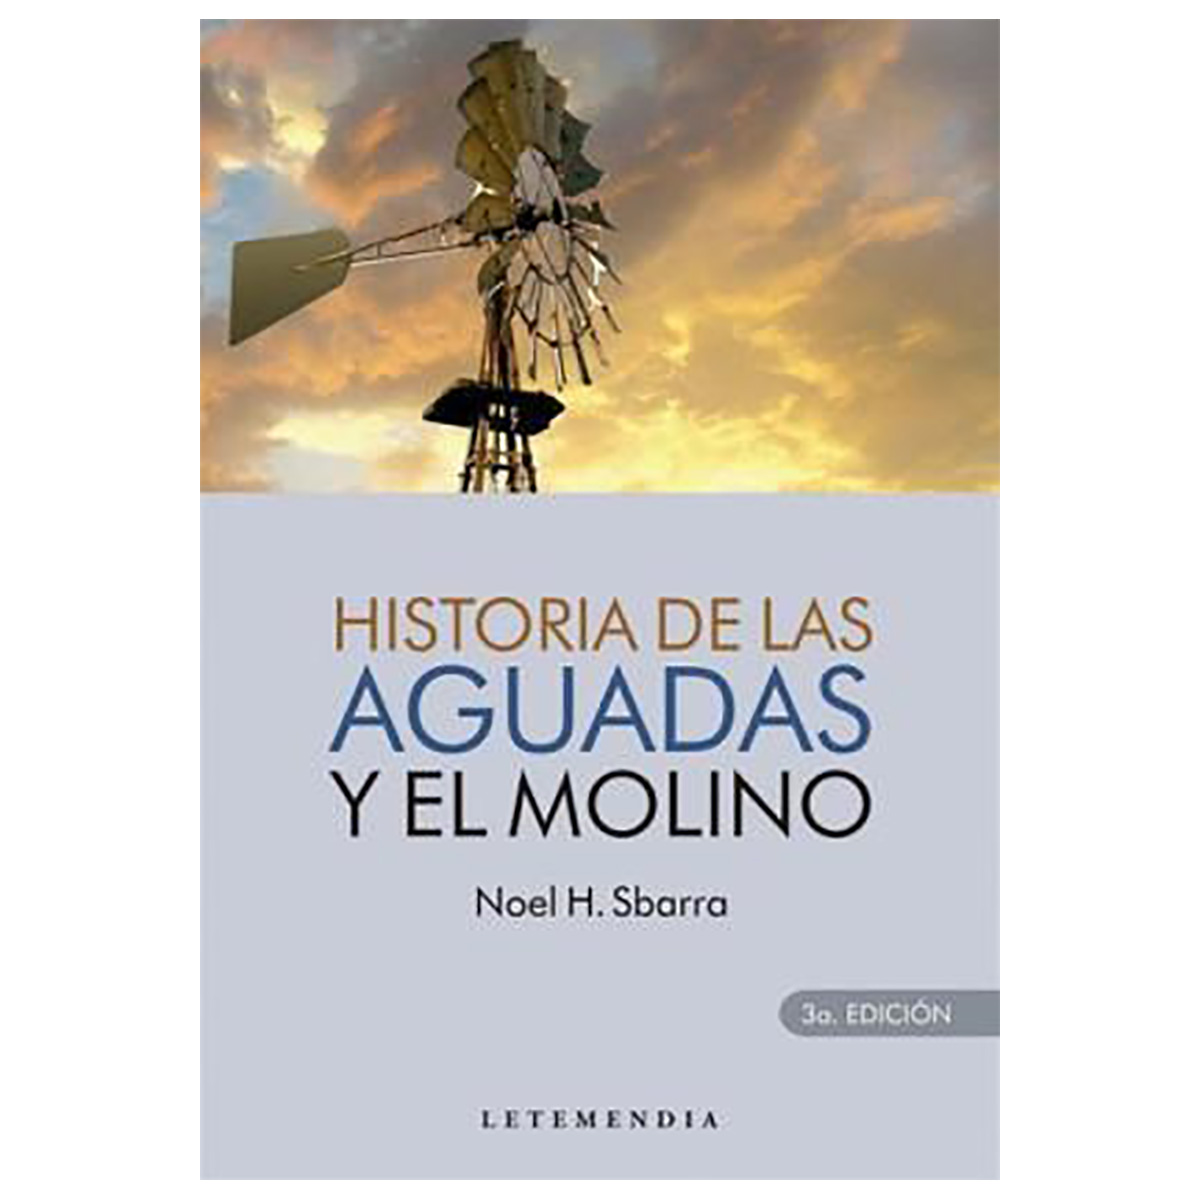 HISTORIA DE LAS
AGUADAS
Y EL MOLINO
Noel H. Sbarra
3a. EDICIÓN
LETEMENDIA